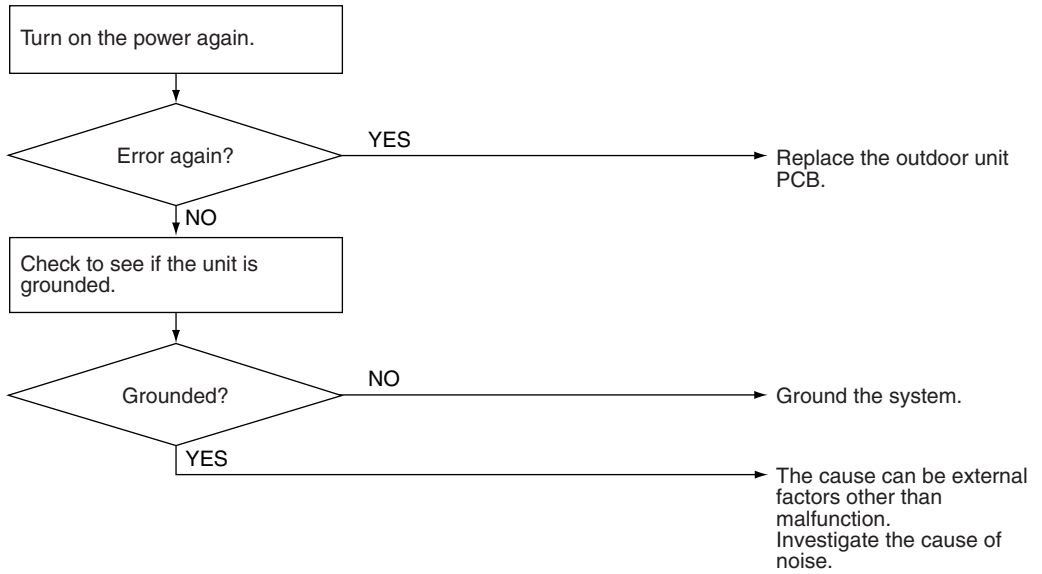 Turn on the power again.
Error again?
YES
Replace the outdoor unit
PCB.
NO
Check to see if the unit is
grounded.
Grounded?
NO
Ground the system.
YES
The cause can be external
factors other than
malfunction.
Investigate the cause of
noise.